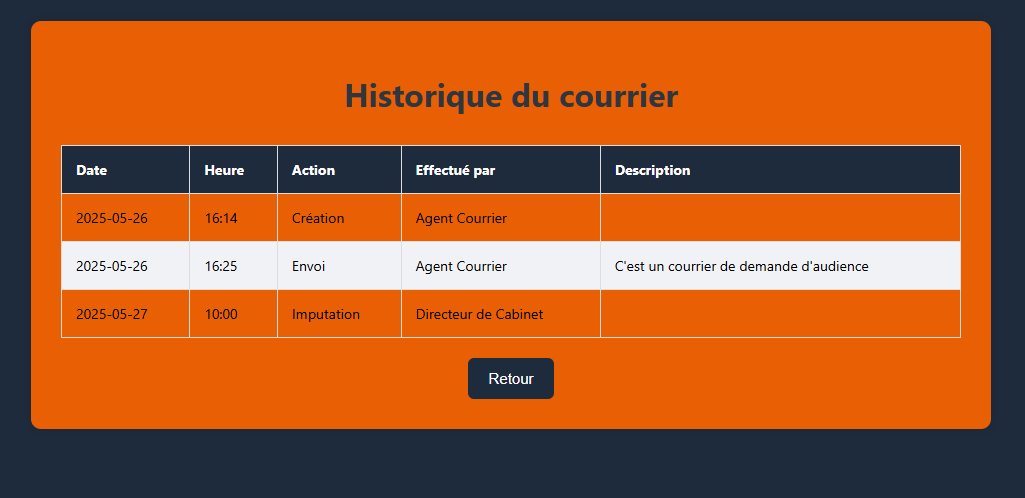 Historique du courrier
Date Heure Action Effectué par Description
2025-05-26 16:14 Création Agent Courrier
2025-05-26 16:25 Envoi Agent Courrier C'est un courrier de demande d'audience
2025-05-27 10:00 Imputation Directeur de Cabinet
Retour